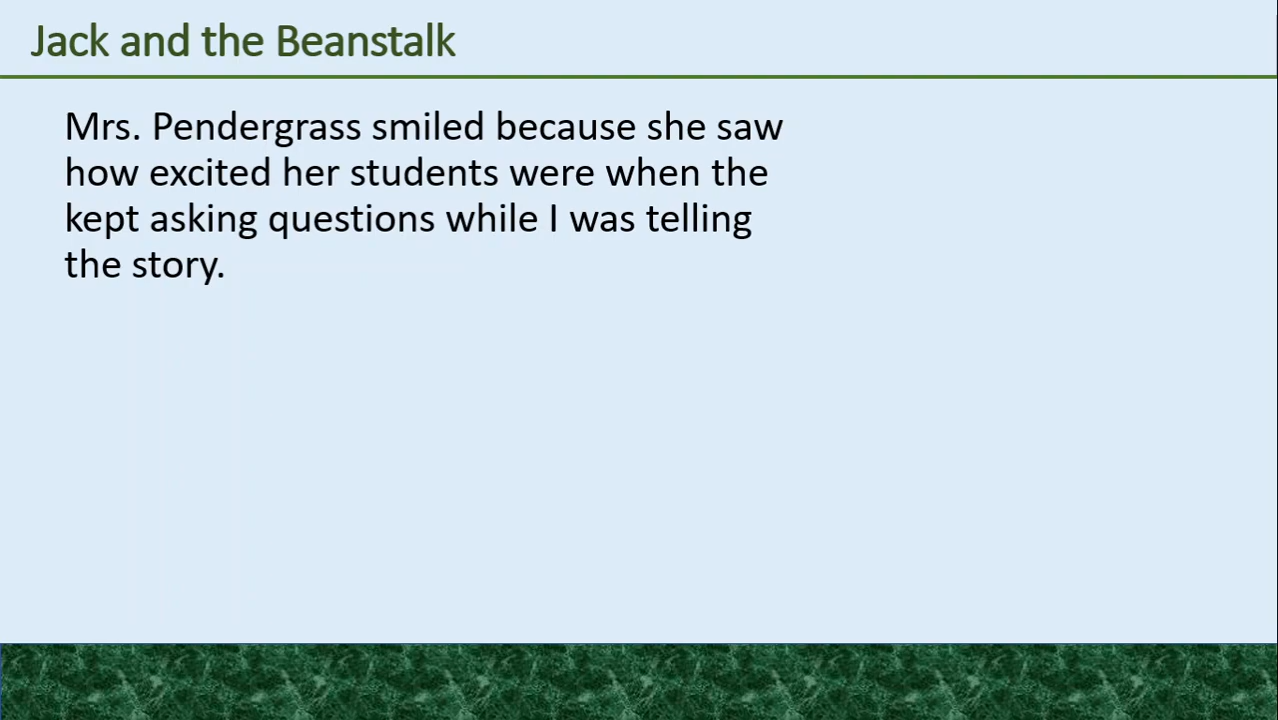 Jack and the Beanstalk
Mrs. Pendergrass smiled because she saw
how excited her students were when the
kept asking questions while I was telling
the story.